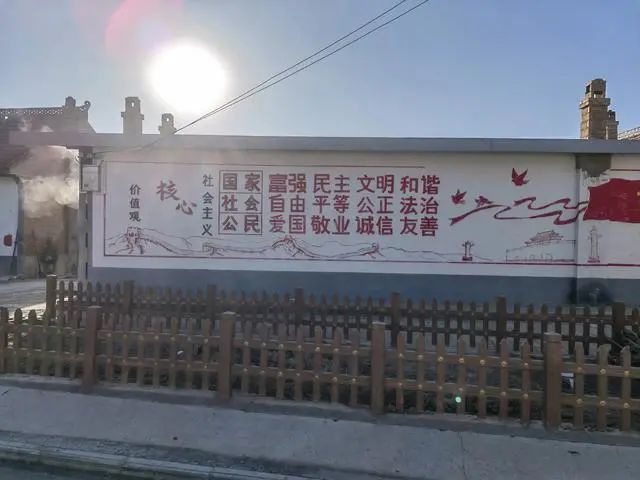 社会主义
核心
价值观
国家 富强 民主 文明 和谐
社会 自由 平等 公正 法治
公民 爱国 敬业 诚信 友善